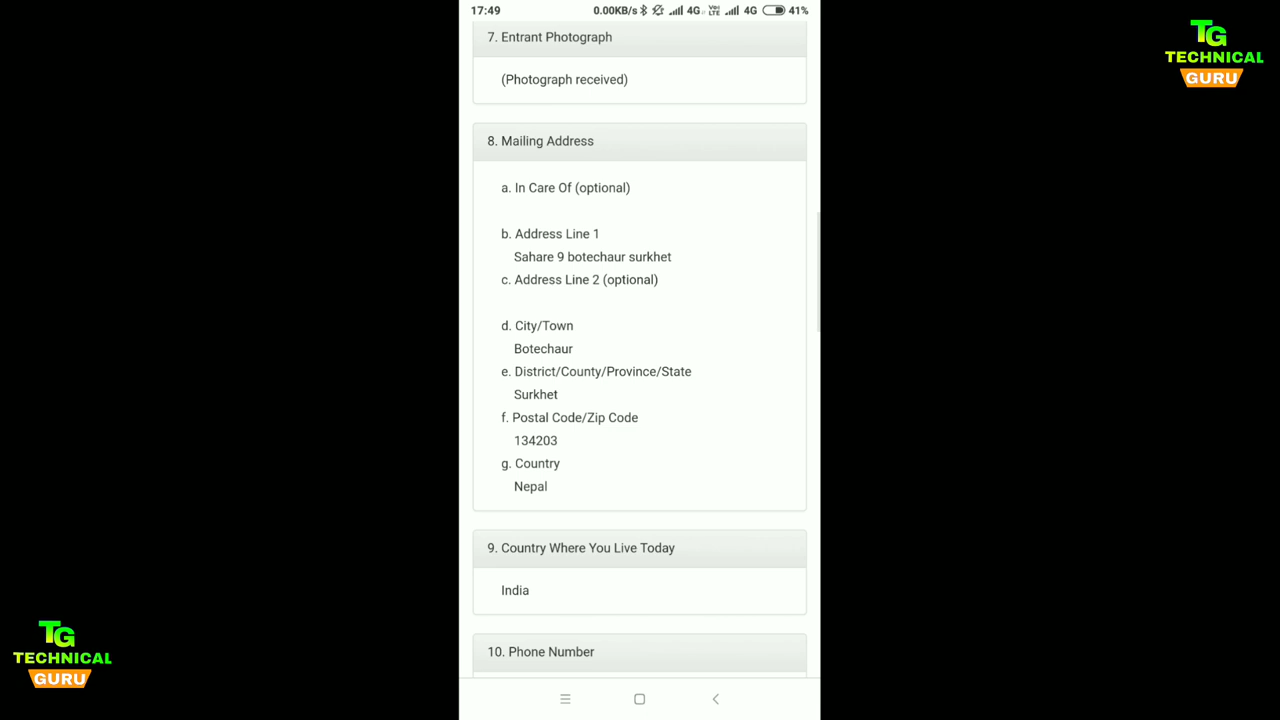 17:49 0.00KB/s 4G Vo LTE 4G 41%
TG
TECHNICAL
GURU
7. Entrant Photograph
(Photograph received)
8. Mailing Address
a. In Care Of (optional)
b. Address Line 1
Sahare 9 botechaur surkhet
c. Address Line 2 (optional)
d. City/Town
Botechaur
e. District/County/Province/State
Surkhet
f. Postal Code/Zip Code
134203
g. Country
Nepal
9. Country Where You Live Today
India
10. Phone Number
TG
TECHNICAL
GURU